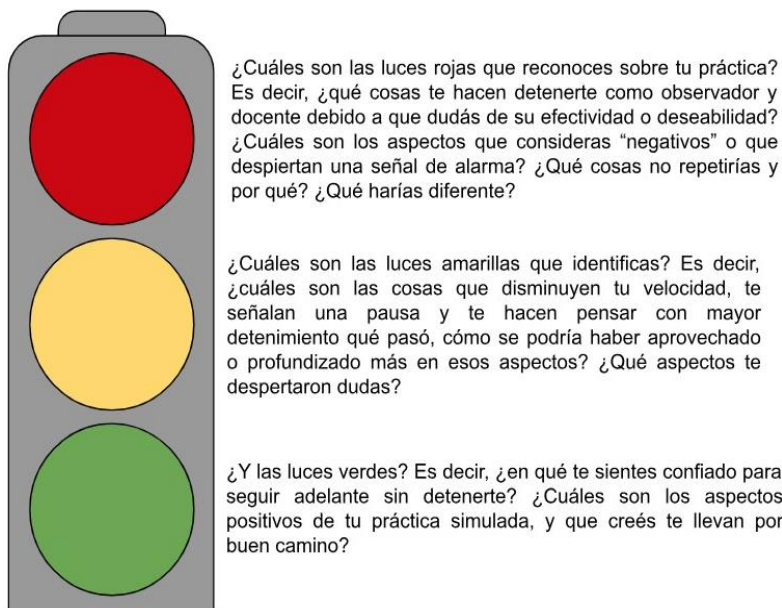 ¿Cuáles son las luces rojas que reconoces sobre tu práctica?
Es decir, ¿qué cosas te hacen detenerte como observador y
docente debido a que dudás de su efectividad o deseabilidad?
¿Cuáles son los aspectos que consideras “negativos” o que
despiertan una señal de alarma? ¿Qué cosas no repetirías y
por qué? ¿Qué harías diferente?
¿Cuáles son las luces amarillas que identificas? Es decir,
¿cuáles son las cosas que disminuyen tu velocidad, te
señalan una pausa y te hacen pensar con mayor
detenimiento qué pasó, cómo se podría haber aprovechado
o profundizado más en esos aspectos? ¿Qué aspectos te
despertaron dudas?
¿Y las luces verdes? Es decir, ¿en qué te sientes confiado para
seguir adelante sin detenerte? ¿Cuáles son los aspectos
positivos de tu práctica simulada, y que creés te llevan por
buen camino?